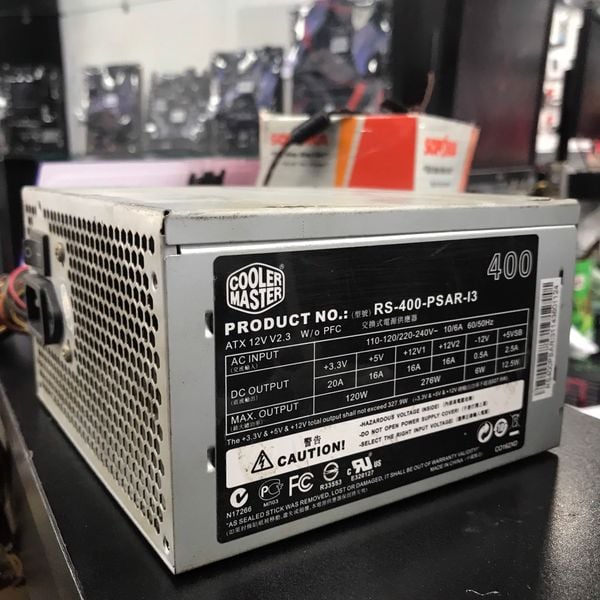 COOLER
MASTER
400
PRODUCT NO.: (型號) RS-400-PSAR-I3
ATX 12V V2.3 W/o PFC 交換式電源供應器
AC INPUT 110-120/220-240V~ 10/6A 60/50Hz
+3.3V +5V +12V1 +12V2 -12V +5VSB
DC OUTPUT 20A 16A 16A 16A 0.5A 2.5A
MAX. OUTPUT 120W 276W 6W 12.5W
The +3.3V & +5V & +12V total output shall not exceed 327.9W
警告
CAUTION!
-HAZARDOUS VOLTAGE INSIDE!
-DO NOT OPEN POWER SUPPLY COVER!
-SELECT THE RIGHT INPUT VOLTAGE!
N17266
FC
R33553
US
E320127
*AS SEALED STICK WAS REMOVED, LOST OR DAMAGED, IT SHALL BE OUT OF WARRANTY VALIDITY!
MADE IN CHINA